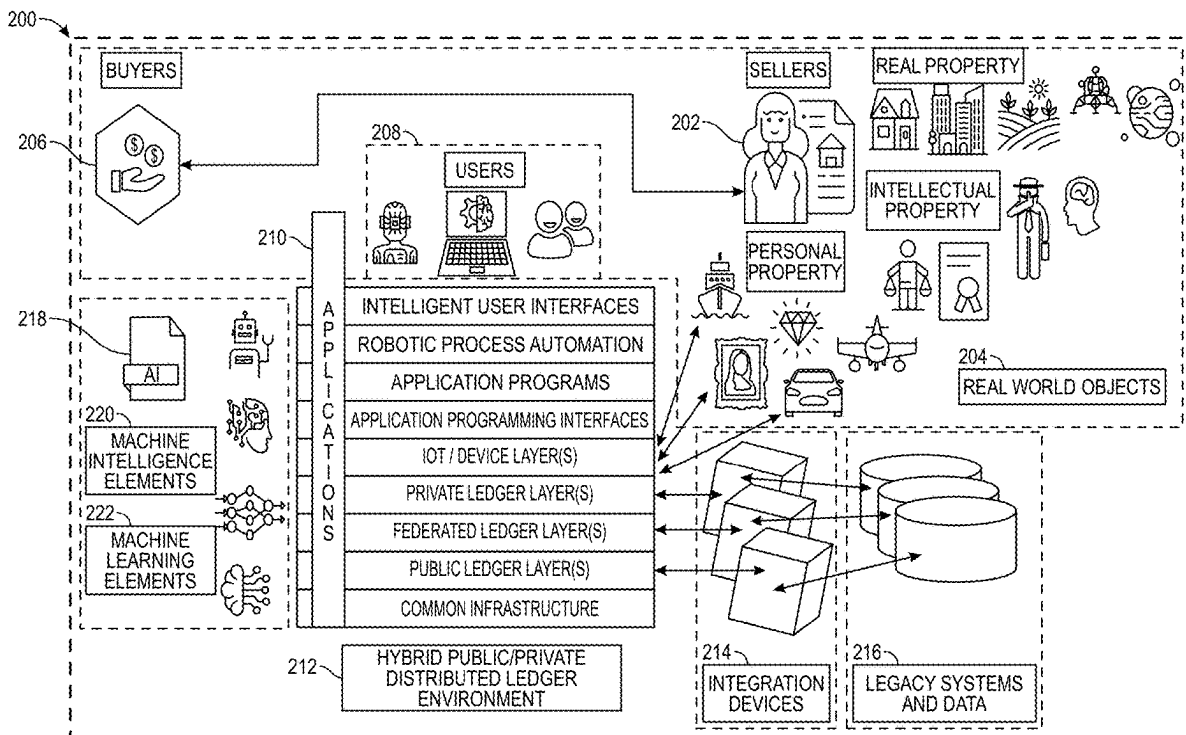 200
BUYERS
206
$
$
208
USERS
SELLERS
202
REAL PROPERTY
INTELLECTUAL
PROPERTY
PERSONAL
PROPERTY
204
REAL WORLD OBJECTS
210
APPLICATIONS
INTELLIGENT USER INTERFACES
ROBOTIC PROCESS AUTOMATION
APPLICATION PROGRAMS
APPLICATION PROGRAMMING INTERFACES
IOT / DEVICE LAYER(S)
PRIVATE LEDGER LAYER(S)
FEDERATED LEDGER LAYER(S)
PUBLIC LEDGER LAYER(S)
COMMON INFRASTRUCTURE
218
AI
220
MACHINE
INTELLIGENCE
ELEMENTS
222
MACHINE
LEARNING
ELEMENTS
212
HYBRID PUBLIC/PRIVATE
DISTRIBUTED LEDGER
ENVIRONMENT
214
INTEGRATION
DEVICES
216
LEGACY SYSTEMS
AND DATA